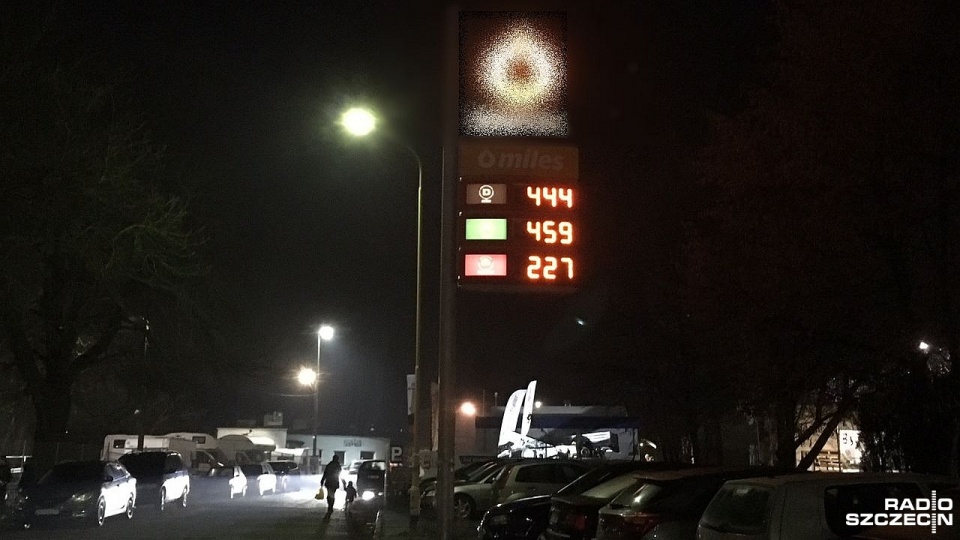 miles
D
444
459
227
P
RADIO
SZCZECIN